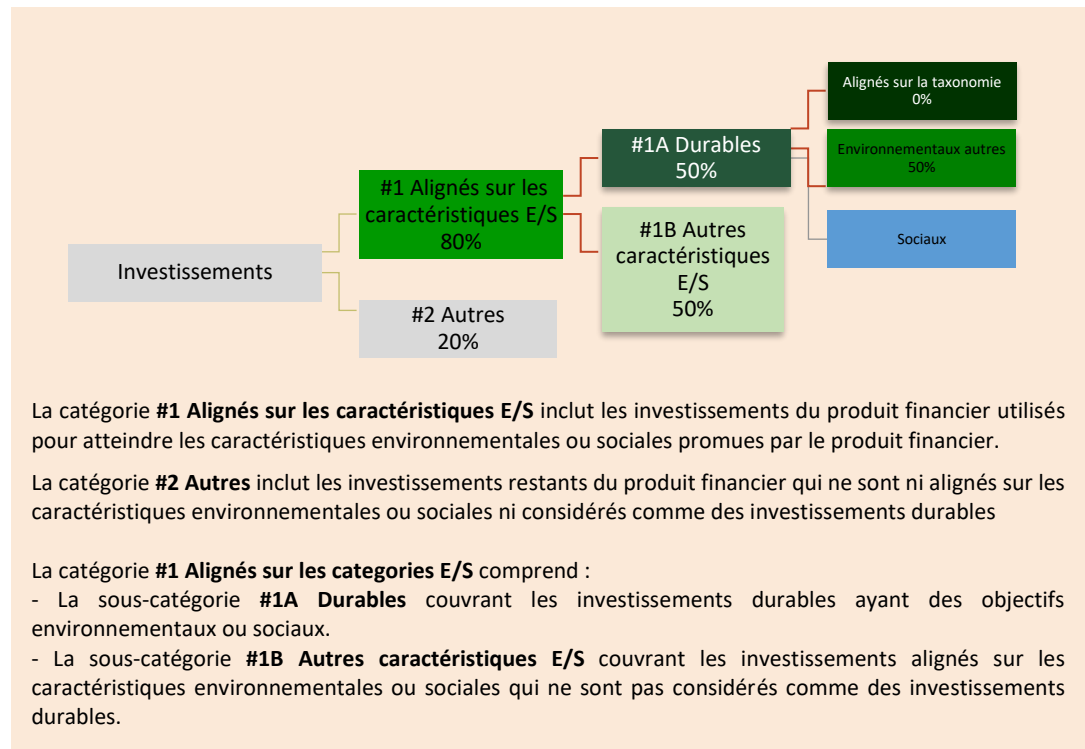 Alignés sur la taxonomie
0%
#1A Durables
50%
Environnementaux autres
50%
#1 Alignés sur les
caractéristiques E/S
80%
#1B Autres
caractéristiques
E/S
50%
Sociaux
Investissements
#2 Autres
20%
La catégorie #1 Alignés sur les caractéristiques E/S inclut les investissements du produit financier utilisés
pour atteindre les caractéristiques environnementales ou sociales promues par le produit financier.
La catégorie #2 Autres inclut les investissements restants du produit financier qui ne sont ni alignés sur les
caractéristiques environnementales ou sociales ni considérés comme des investissements durables
La catégorie #1 Alignés sur les categories E/S comprend :
- La sous-catégorie #1A Durables couvrant les investissements durables ayant des objectifs
environnementaux ou sociaux.
- La sous-catégorie #1B Autres caractéristiques E/S couvrant les investissements alignés sur les
caractéristiques environnementales ou sociales qui ne sont pas considérés comme des investissements
durables.